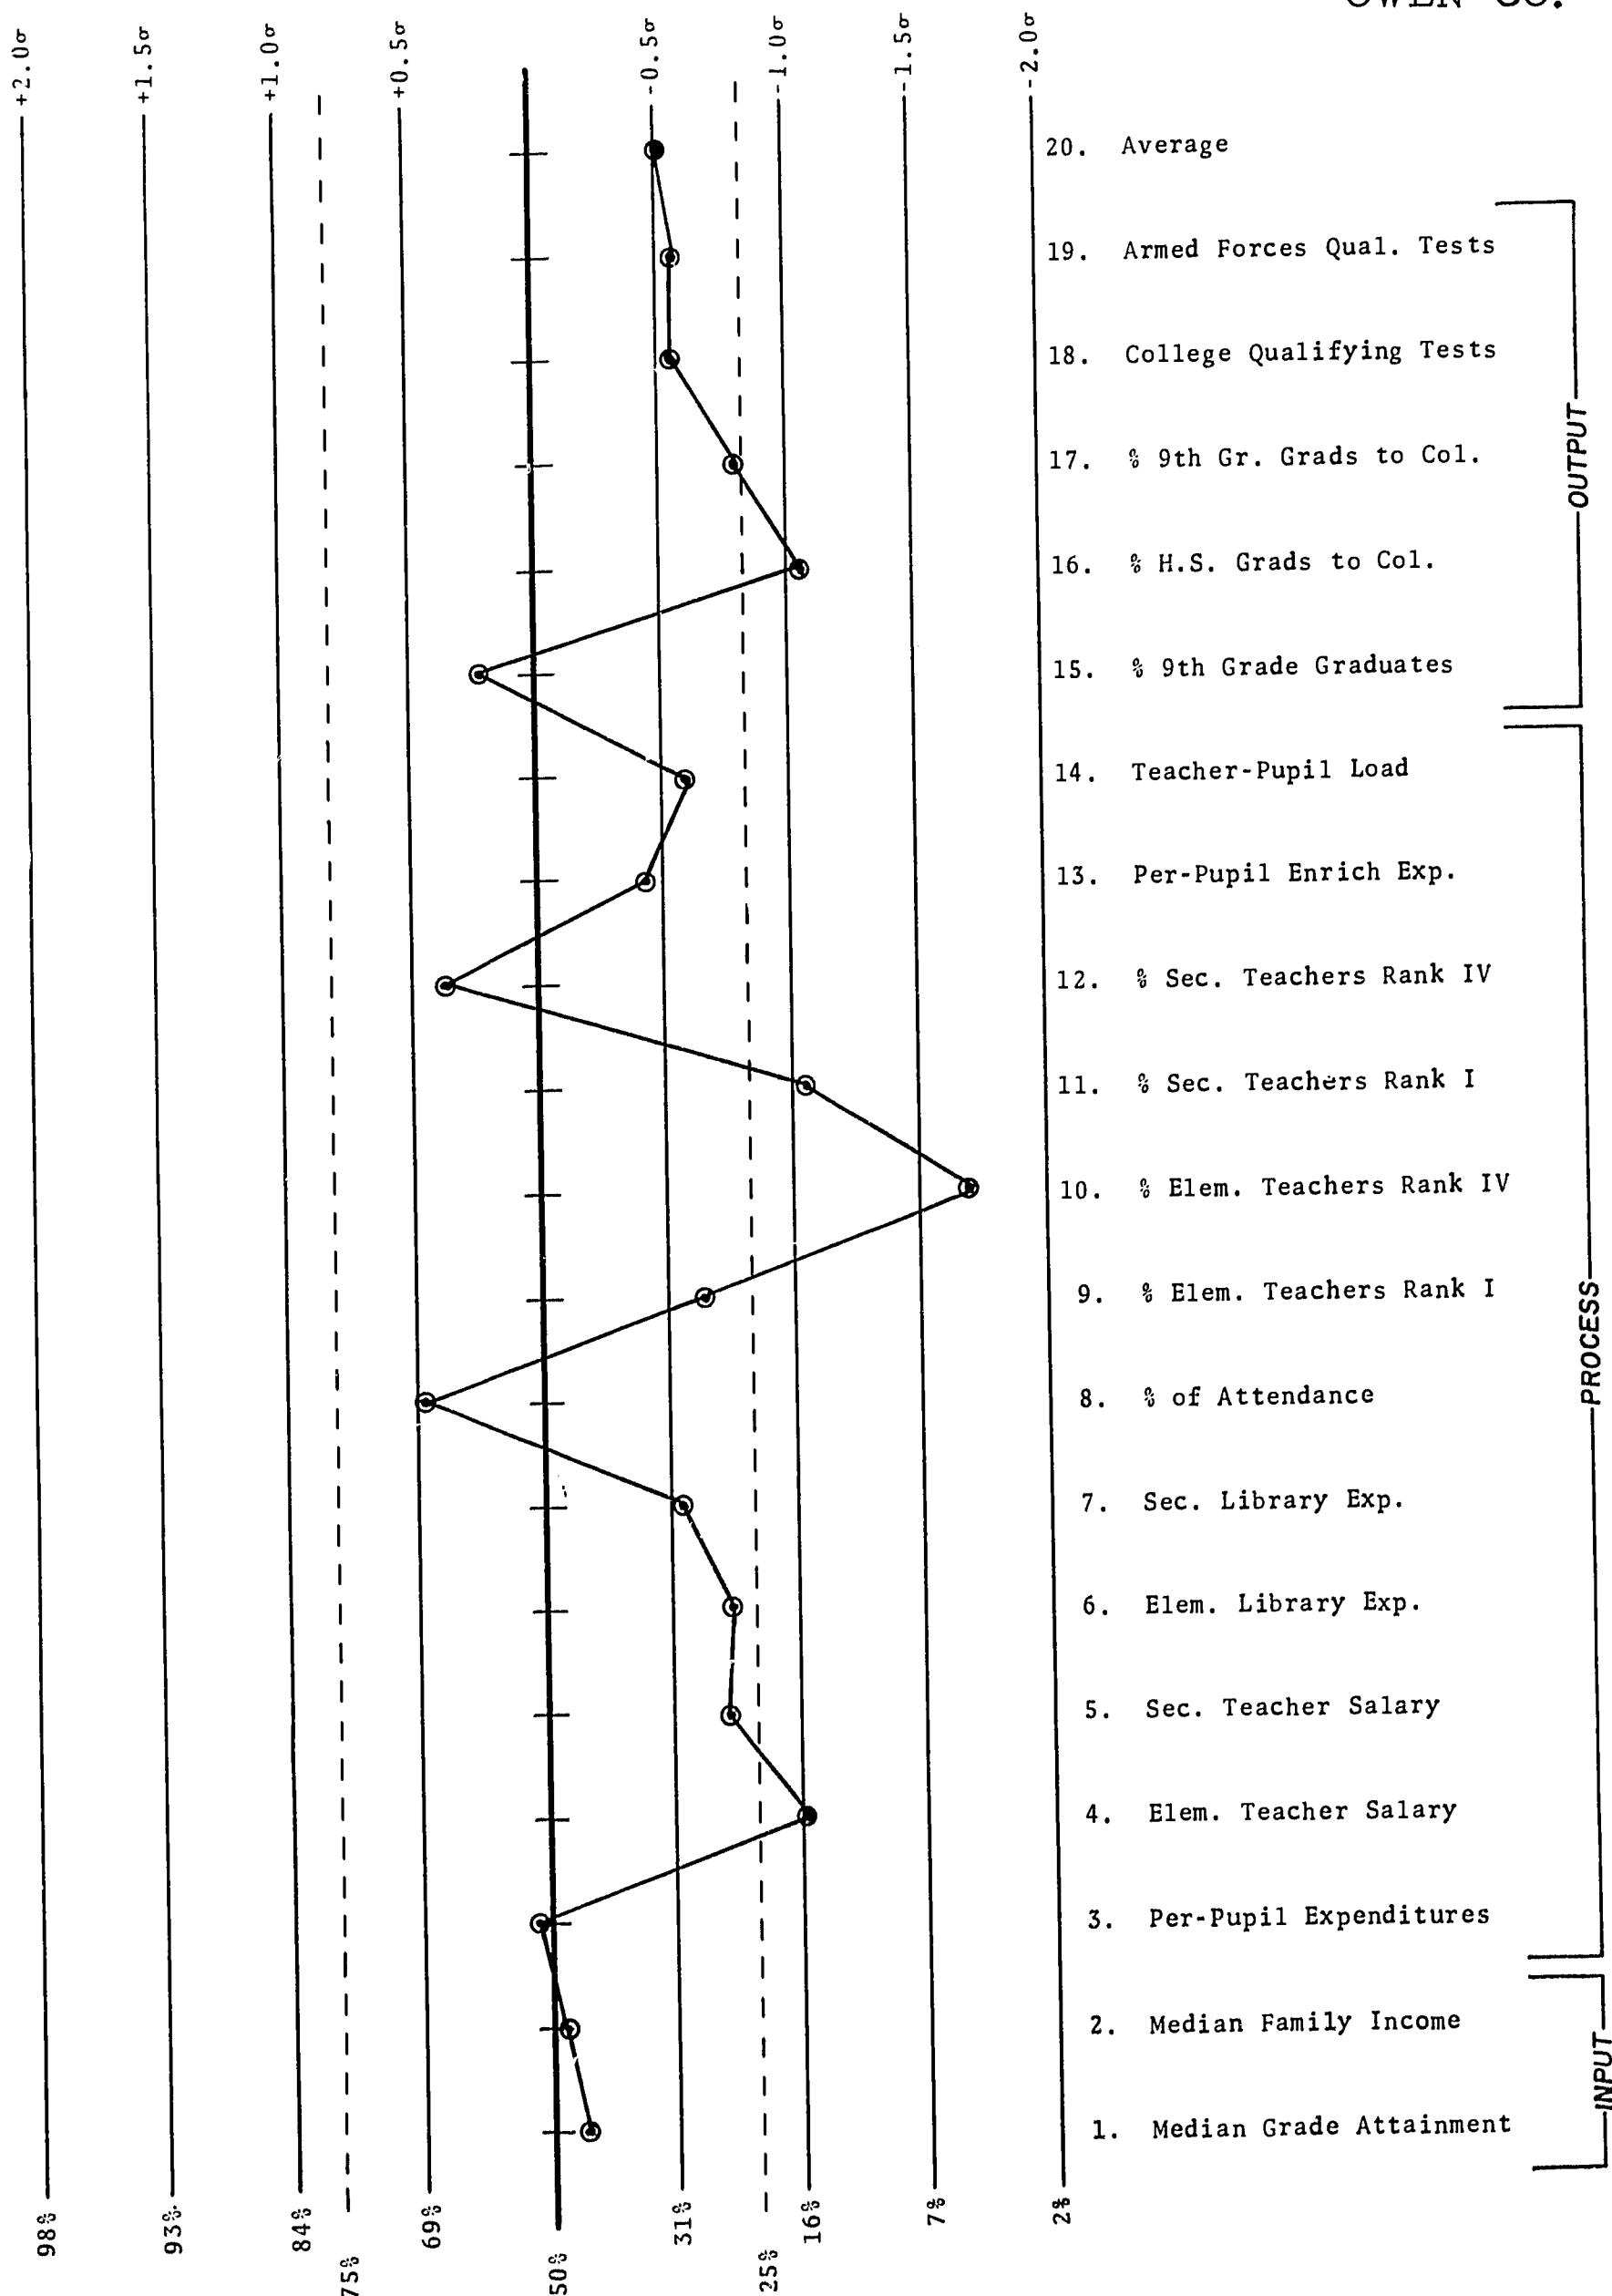 OWEN CO.
+2.0σ
+1.5σ
+1.0σ
+0.5σ
-0.5σ
-1.0σ
-1.5σ
-2.0σ
20. Average
19. Armed Forces Qual. Tests
18. College Qualifying Tests
17. % 9th Gr. Grads to Col.
16. % H.S. Grads to Col.
15. % 9th Grade Graduates
OUTPUT
14. Teacher-Pupil Load
13. Per-Pupil Enrich Exp.
12. % Sec. Teachers Rank IV
11. % Sec. Teachers Rank I
10. % Elem. Teachers Rank IV
9. % Elem. Teachers Rank I
8. % of Attendance
7. Sec. Library Exp.
6. Elem. Library Exp.
5. Sec. Teacher Salary
4. Elem. Teacher Salary
3. Per-Pupil Expenditures
PROCESS
2. Median Family Income
1. Median Grade Attainment
INPUT
98%
93%
84%
75%
69%
50%
31%
25%
16%
7%
2%